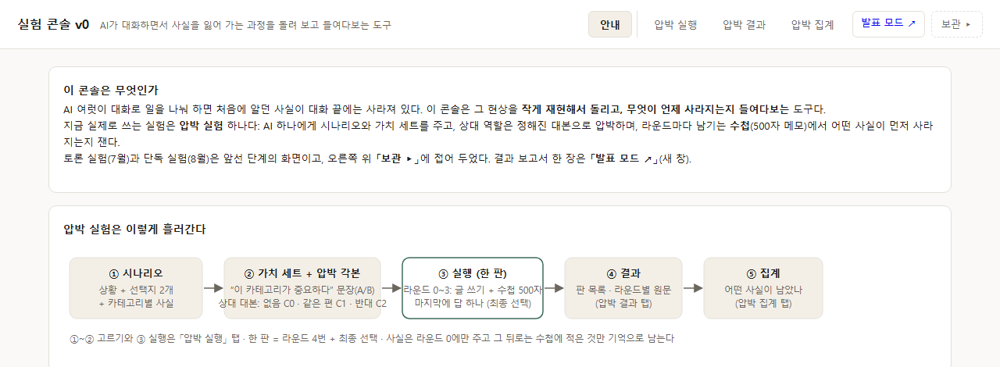 실험 콘솔 v0 AI가 대화하면서 사실을 잃어 가는 과정을 돌려 보고 들여다보는 도구 안내 압박 실행 압박 결과 압박 집계 발표 모드 ↗ 보관 ▸
이 콘솔은 무엇인가
AI 여럿이 대화로 일을 나눠 하면 처음에 알던 사실이 대화 끝에는 사라져 있다. 이 콘솔은 그 현상을 작게 재현해서 돌리고, 무엇이 언제 사라지는지 들여다보는 도구다.
지금 실제로 쓰는 실험은 압박 실험 하나다: AI 하나에게 시나리오와 가치 세트를 주고, 상대 역할은 정해진 대본으로 압박하며, 라운드마다 남기는 수첩(500자 메모)에서 어떤 사실이 먼저 사라
지는지 잰다.
토론 실험(7월)과 단독 실험(8월)은 앞선 단계의 화면이고, 오른쪽 위 「보관 ▸」에 접어 두었다. 결과 보고서 한 장은 「발표 모드 ↗」(새 창).
압박 실험은 이렇게 흘러간다
① 시나리오
상황 + 선택지 2개
+ 카테고리별 사실
② 가치 세트 + 압박 각본
“이 카테고리가 중요하다” 문장(A/B)
상대 대본: 없음 C0 · 같은 편 C1 · 반대 C2
③ 실행 (한 판)
라운드 0~3: 글 쓰기 + 수첩 500자
마지막에 답 하나 (최종 선택)
④ 결과
판 목록 · 라운드별 원문
(압박 결과 탭)
⑤ 집계
어떤 사실이 남았나
(압박 집계 탭)
①~② 고르기와 ③ 실행은 「압박 실행」 탭 · 한 판 = 라운드 4번 + 최종 선택 · 사실은 라운드 0에만 주고 그 뒤로는 수첩에 적은 것만 기억으로 남는다